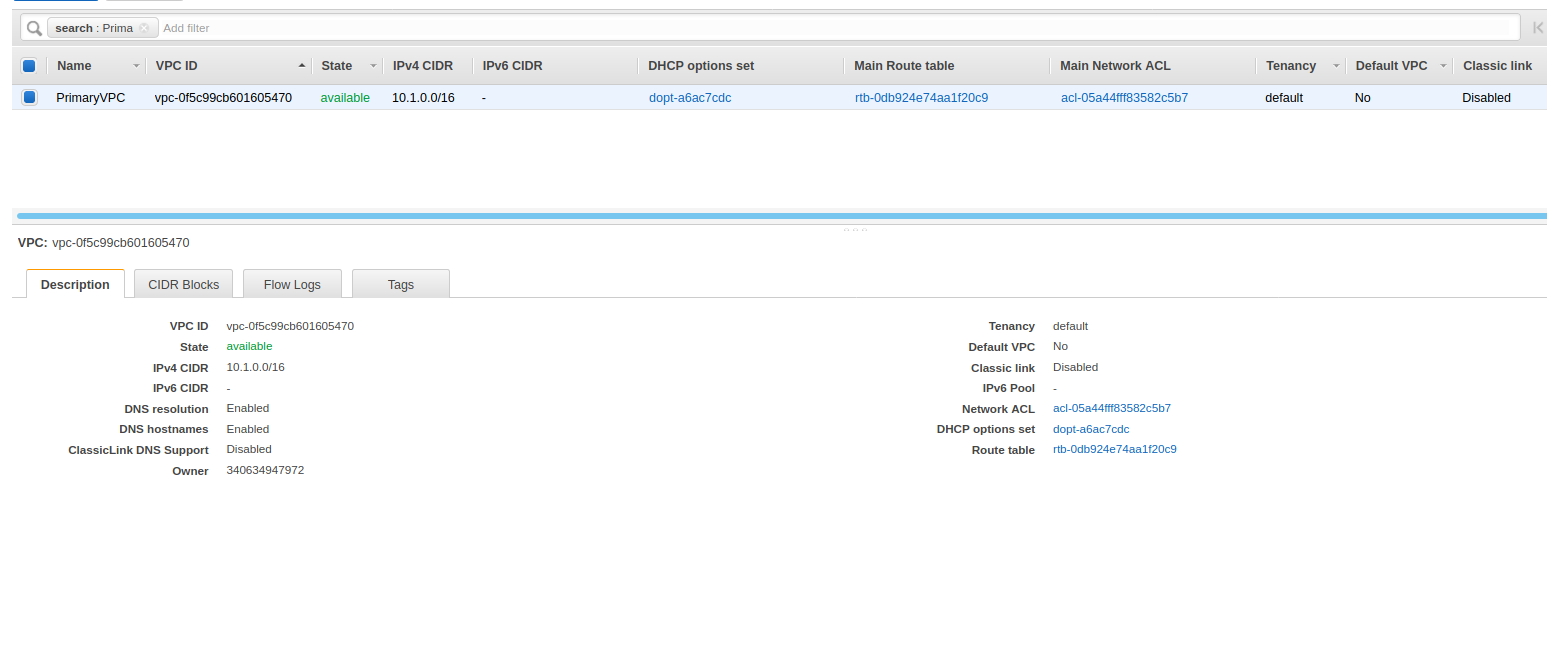 search : Prima Add filter
Name VPC ID State IPv4 CIDR IPv6 CIDR DHCP options set Main Route table Main Network ACL Tenancy Default VPC Classic link
PrimaryVPC vpc-0f5c99cb601605470 available 10.1.0.0/16 - dopt-a6ac7cdc rtb-0db924e74aa1f20c9 acl-05a44fff83582c5b7 default No Disabled
VPC: vpc-0f5c99cb601605470
Description CIDR Blocks Flow Logs Tags
VPC ID vpc-0f5c99cb601605470 Tenancy default
State available Default VPC No
IPv4 CIDR 10.1.0.0/16 Classic link Disabled
IPv6 CIDR - IPv6 Pool -
DNS resolution Enabled Network ACL acl-05a44fff83582c5b7
DNS hostnames Enabled DHCP options set dopt-a6ac7cdc
ClassicLink DNS Support Disabled Route table rtb-0db924e74aa1f20c9
Owner 340634947972